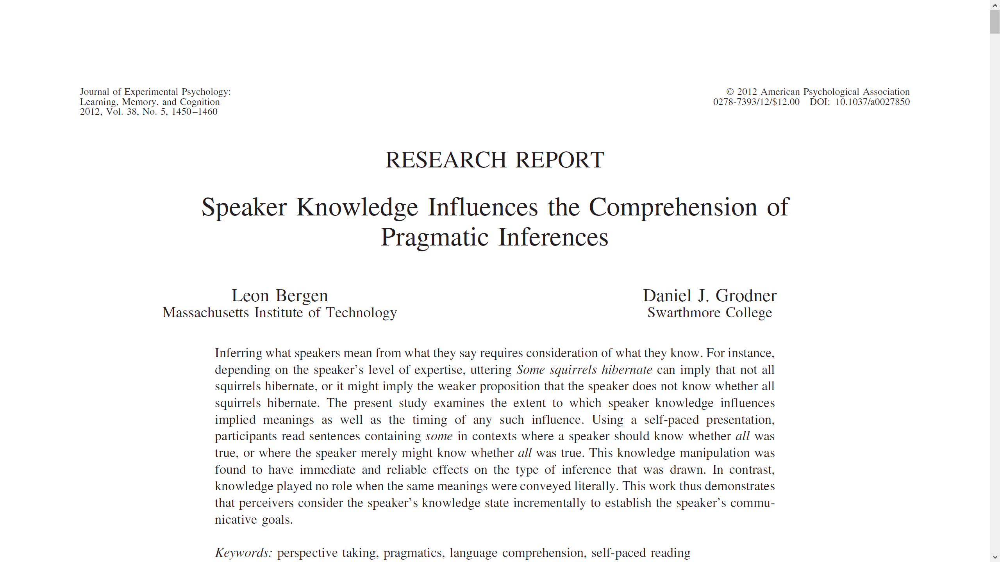 Journal of Experimental Psychology:
Learning, Memory, and Cognition
2012, Vol. 38, No. 5, 1450–1460
© 2012 American Psychological Association
0278-7393/12/$12.00 DOI: 10.1037/a0027850
RESEARCH REPORT
Speaker Knowledge Influences the Comprehension of
Pragmatic Inferences
Leon Bergen
Massachusetts Institute of Technology
Daniel J. Grodner
Swarthmore College
Inferring what speakers mean from what they say requires consideration of what they know. For instance,
depending on the speaker’s level of expertise, uttering Some squirrels hibernate can imply that not all
squirrels hibernate, or it might imply the weaker proposition that the speaker does not know whether all
squirrels hibernate. The present study examines the extent to which speaker knowledge influences
implied meanings as well as the timing of any such influence. Using a self-paced presentation,
participants read sentences containing some in contexts where a speaker should know whether all was
true, or where the speaker merely might know whether all was true. This knowledge manipulation was
found to have immediate and reliable effects on the type of inference that was drawn. In contrast,
knowledge played no role when the same meanings were conveyed literally. This work thus demonstrates
that perceivers consider the speaker’s knowledge state incrementally to establish the speaker’s commu-
nicative goals.
Keywords: perspective taking, pragmatics, language comprehension, self-paced reading